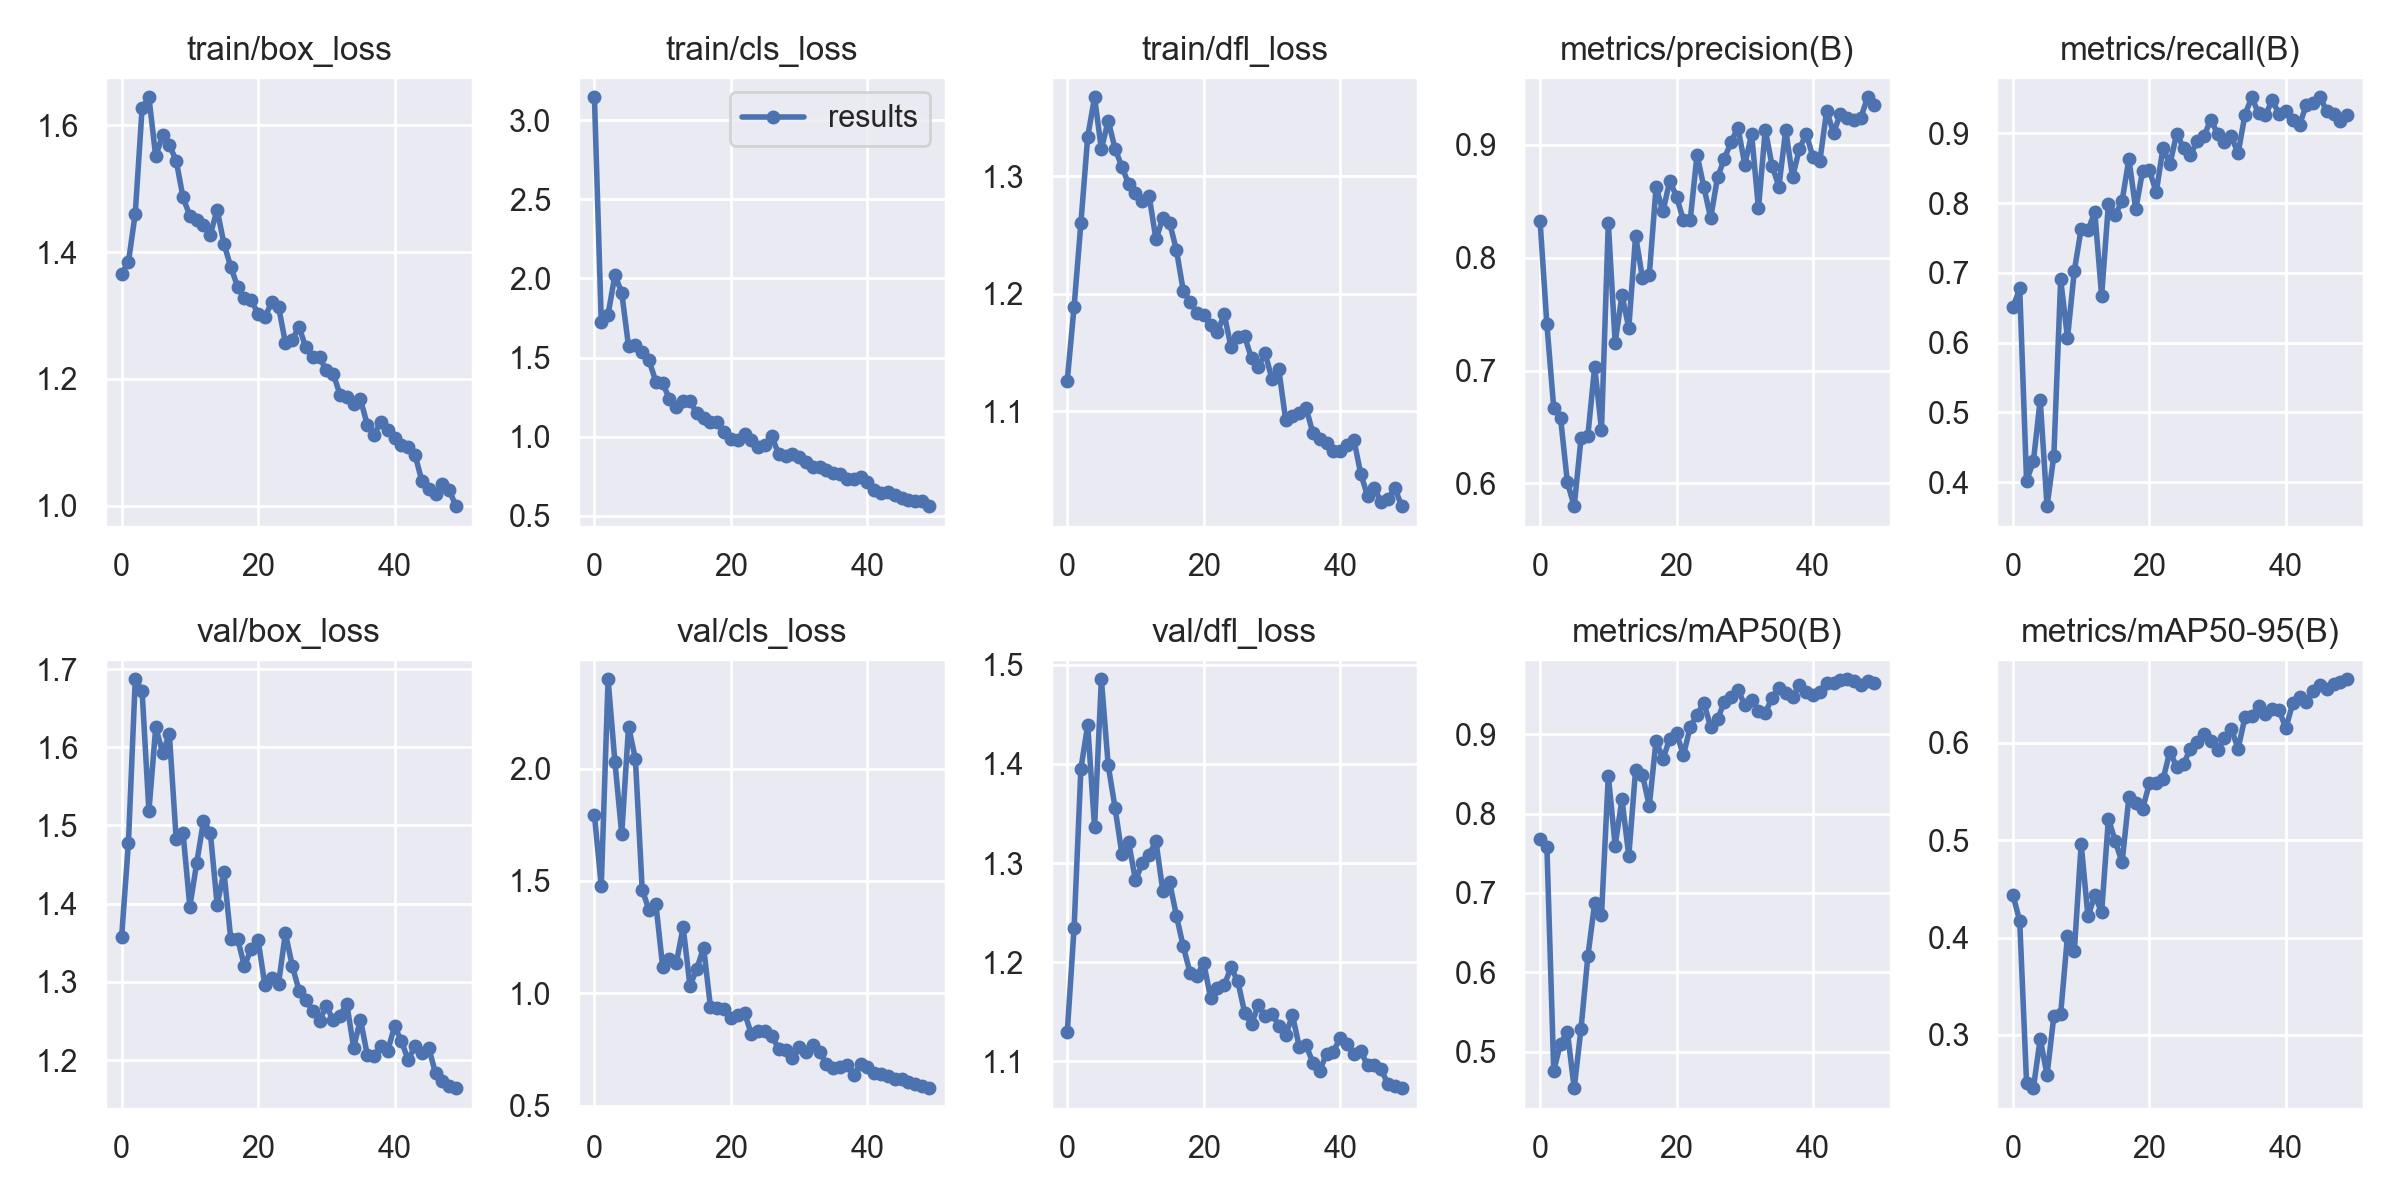 train/box_loss
1.6
1.4
1.2
1.0
0 20 40
train/cls_loss
results
3.0
2.5
2.0
1.5
1.0
0.5
0 20 40
train/dfl_loss
1.3
1.2
1.1
0 20 40
metrics/precision(B)
0.9
0.8
0.7
0.6
0 20 40
metrics/recall(B)
0.9
0.8
0.7
0.6
0.5
0.4
0 20 40
val/box_loss
1.7
1.6
1.5
1.4
1.3
1.2
0 20 40
val/cls_loss
2.0
1.5
1.0
0.5
0 20 40
val/dfl_loss
1.5
1.4
1.3
1.2
1.1
0 20 40
metrics/mAP50(B)
0.9
0.8
0.7
0.6
0.5
0 20 40
metrics/mAP50-95(B)
0.6
0.5
0.4
0.3
0 20 40